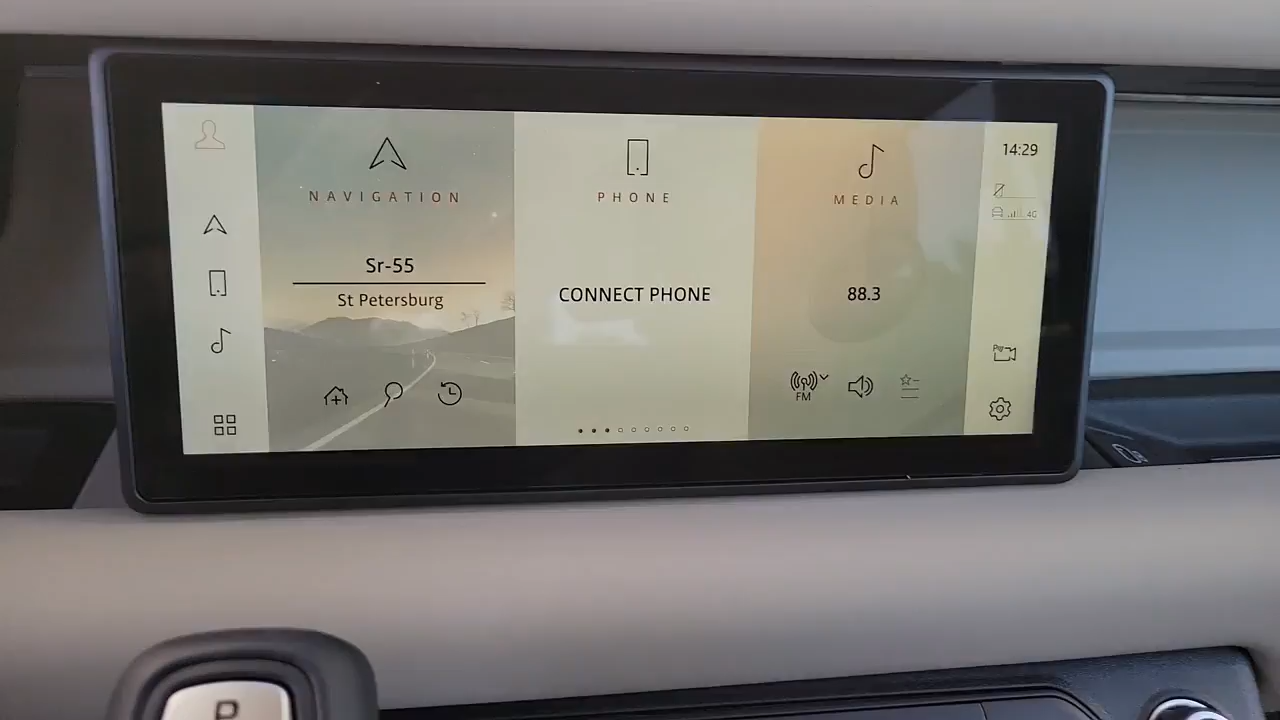 14:29
NAVIGATION
PHONE
MEDIA
4G
Sr-55
St Petersburg
CONNECT PHONE
88.3
FM
P